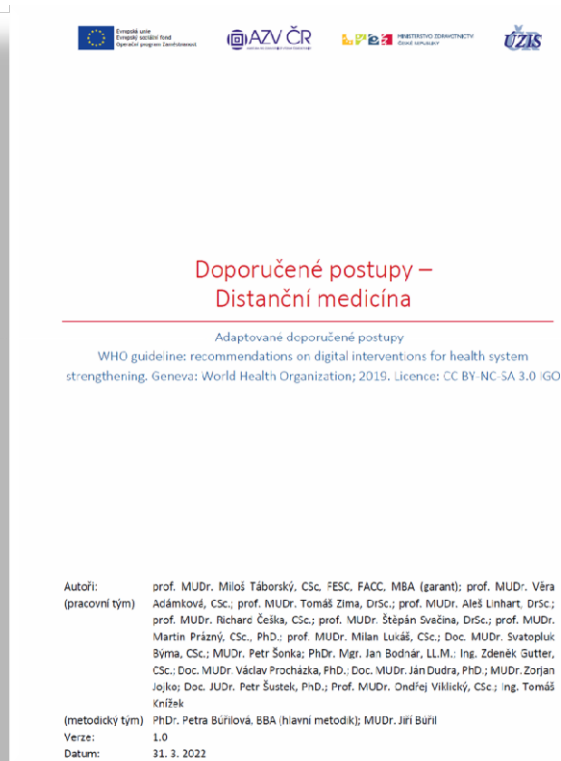 Evropská unie
Evropský sociální fond
Operační program Zaměstnanost
AZV ČR
MINISTERSTVO ZDRAVOTNICTVÍ
ČESKÉ REPUBLIKY
ÚZIS
Doporučené postupy –
Distanční medicína
Adaptované doporučené postupy
WHO guideline: recommendations on digital interventions for health system
strengthening. Geneva: World Health Organization; 2019. Licence: CC BY-NC-SA 3.0 IGO
Autoři: prof. MUDr. Miloš Táborský, CSc, FESC, FACC, MBA (garant); prof. MUDr. Věra
(pracovní tým) Adámková, CSc.; prof. MUDr. Tomáš Zima, DrSc.; prof. MUDr. Aleš Linhart, DrSc.;
prof. MUDr. Richard Češka, CSc.; prof. MUDr. Štěpán Svačina, DrSc.; prof. MUDr.
Martin Prázný, CSc., PhD.; prof. MUDr. Milan Lukáš, CSc.; Doc. MUDr. Svatopluk
Býma, CSc.; MUDr. Petr Šonka; PhDr. Mgr. Jan Bodnár, LL.M.; Ing. Zdeněk Gutter,
CSc.; Doc. MUDr. Václav Procházka, PhD.; Doc. MUDr. Ján Dudra, PhD.; MUDr. Zorjan
Jojko; Doc. JUDr. Petr Šustek, PhD.; Prof. MUDr. Ondřej Viklický, CSc.; Ing. Tomáš
Knížek
(metodický tým) PhDr. Petra Búřilová, BBA (hlavní metodik); MUDr. Jiří Búřil
Verze: 1.0
Datum: 31. 3. 2022